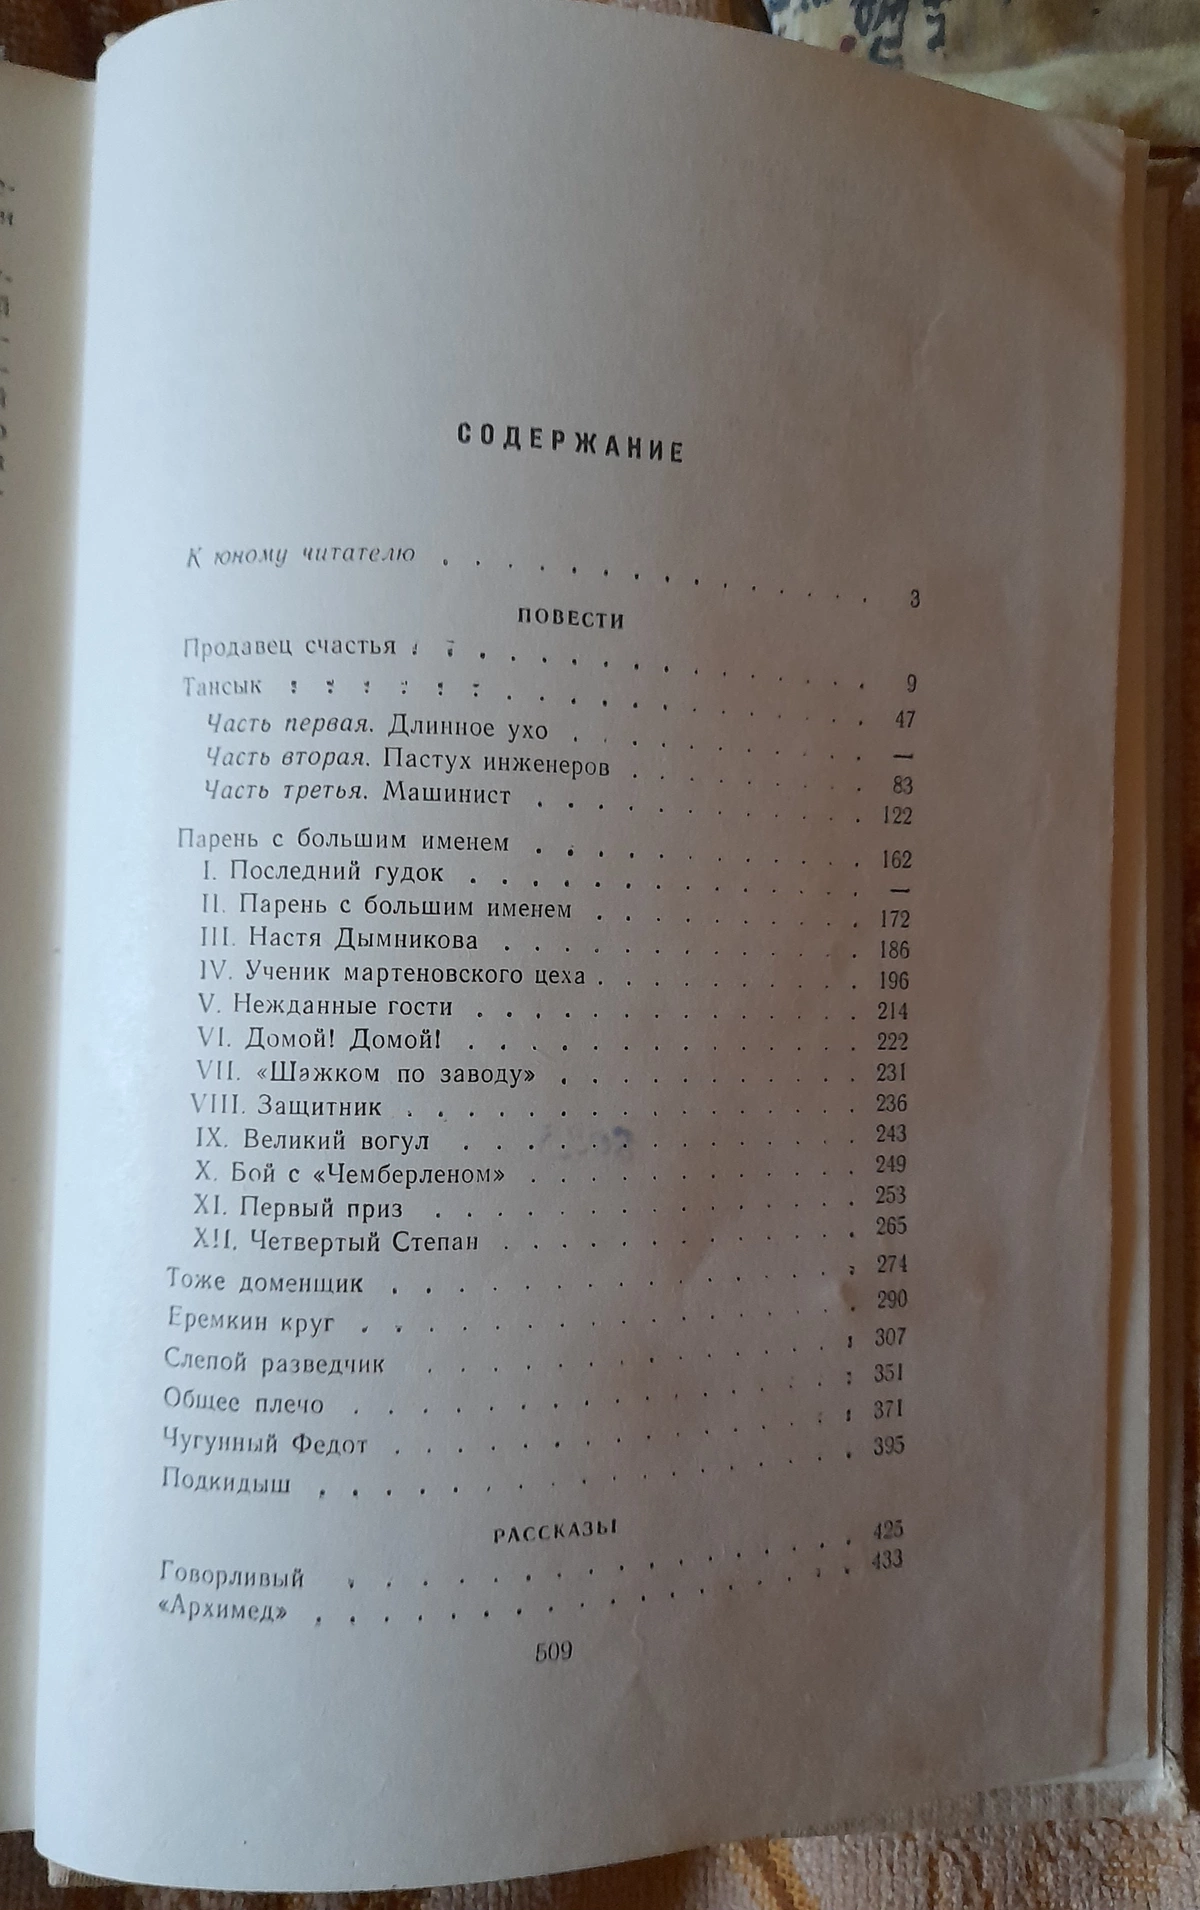 СОДЕРЖАНИЕ
К юному читателю . . . . . . . . . . . . . . 3
ПОВЕСТИ
Продавец счастья . . . . . . . . . . . . . . 9
Тансык . . . . . . . . . . . . . . . . . . 47
Часть первая. Длинное ухо . . . . . . . . . . —
Часть вторая. Пастух инженеров . . . . . . . . 83
Часть третья. Машинист . . . . . . . . . . . 122
Парень с большим именем . . . . . . . . . . . 162
I. Последний гудок . . . . . . . . . . . . . —
II. Парень с большим именем . . . . . . . . . 172
III. Настя Дымникова . . . . . . . . . . . . 186
IV. Ученик мартеновского цеха . . . . . . . . . 196
V. Нежданные гости . . . . . . . . . . . . . 214
VI. Домой! Домой! . . . . . . . . . . . . . 222
VII. «Шажком по заводу» . . . . . . . . . . 231
VIII. Защитник . . . . . . . . . . . . . . . 236
IX. Великий вогул . . . . . . . . . . . . . 243
X. Бой с «Чемберленом» . . . . . . . . . . . 249
XI. Первый приз . . . . . . . . . . . . . . 253
XII. Четвертый Степан . . . . . . . . . . . . 265
Тоже доменщик . . . . . . . . . . . . . . . 274
Еремкин круг . . . . . . . . . . . . . . . 290
Слепой разведчик . . . . . . . . . . . . . . 307
Общее плечо . . . . . . . . . . . . . . . 351
Чугунный Федот . . . . . . . . . . . . . . 371
Подкидыш . . . . . . . . . . . . . . . . 395
РАССКАЗЫ
Говорливый . . . . . . . . . . . . . . . 425
«Архимед» . . . . . . . . . . . . . . . . 433
509